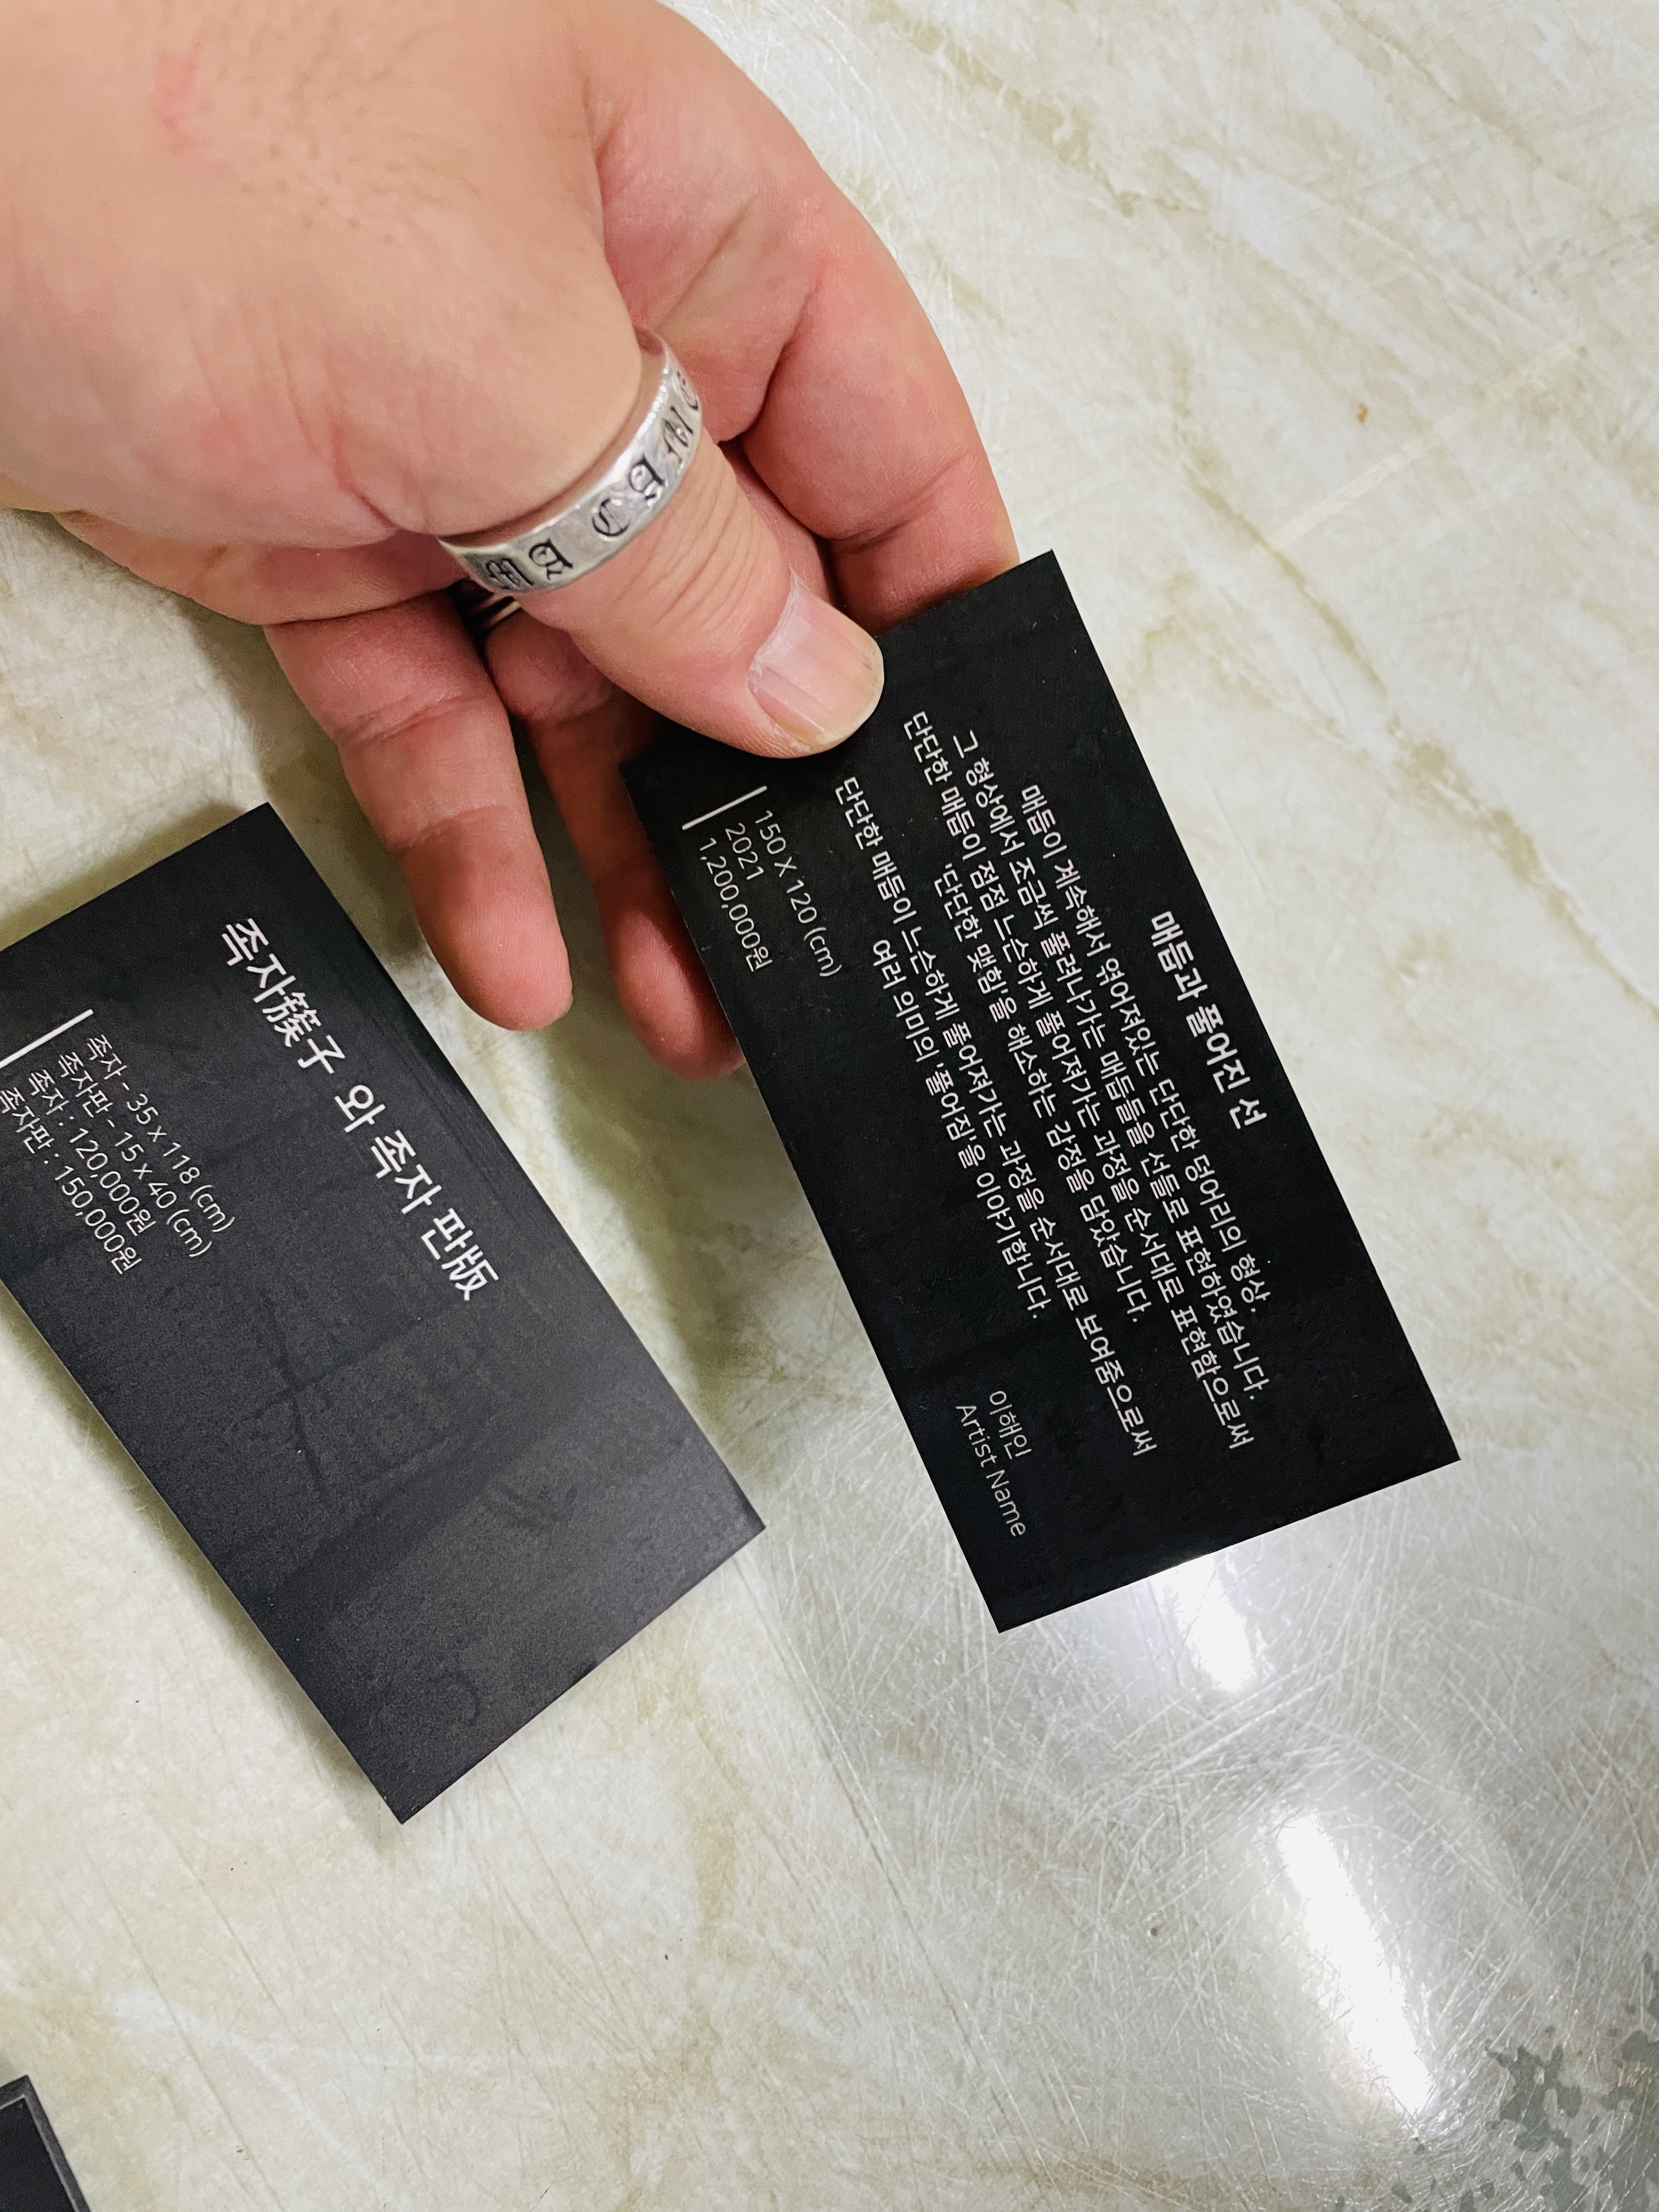 족자簇子 와 족자 판版
족자 - 35 x 118 (cm)
족자판 - 15 x 40 (cm)
족자 : 120,000원
족자판 : 150,000원
매듭과 풀어진 선
매듭이 계속해서 엮어져있는 단단한 덩어리의 형상.
그 형상에서 조금씩 풀려나가는 매듭들을 선들로 표현하였습니다.
단단한 매듭이 점점 느슨하게 풀어져가는 과정을 순서대로 표현함으로써
'단단한 맺힘'을 해소하는 감정을 담았습니다.
단단한 매듭이 느슨하게 풀어져가는 과정을 순서대로 보여줌으로써
여러 의미의 '풀어짐'을 이야기합니다.
150 X 120 (cm)
2021
1,200,000원
이해인
Artist Name